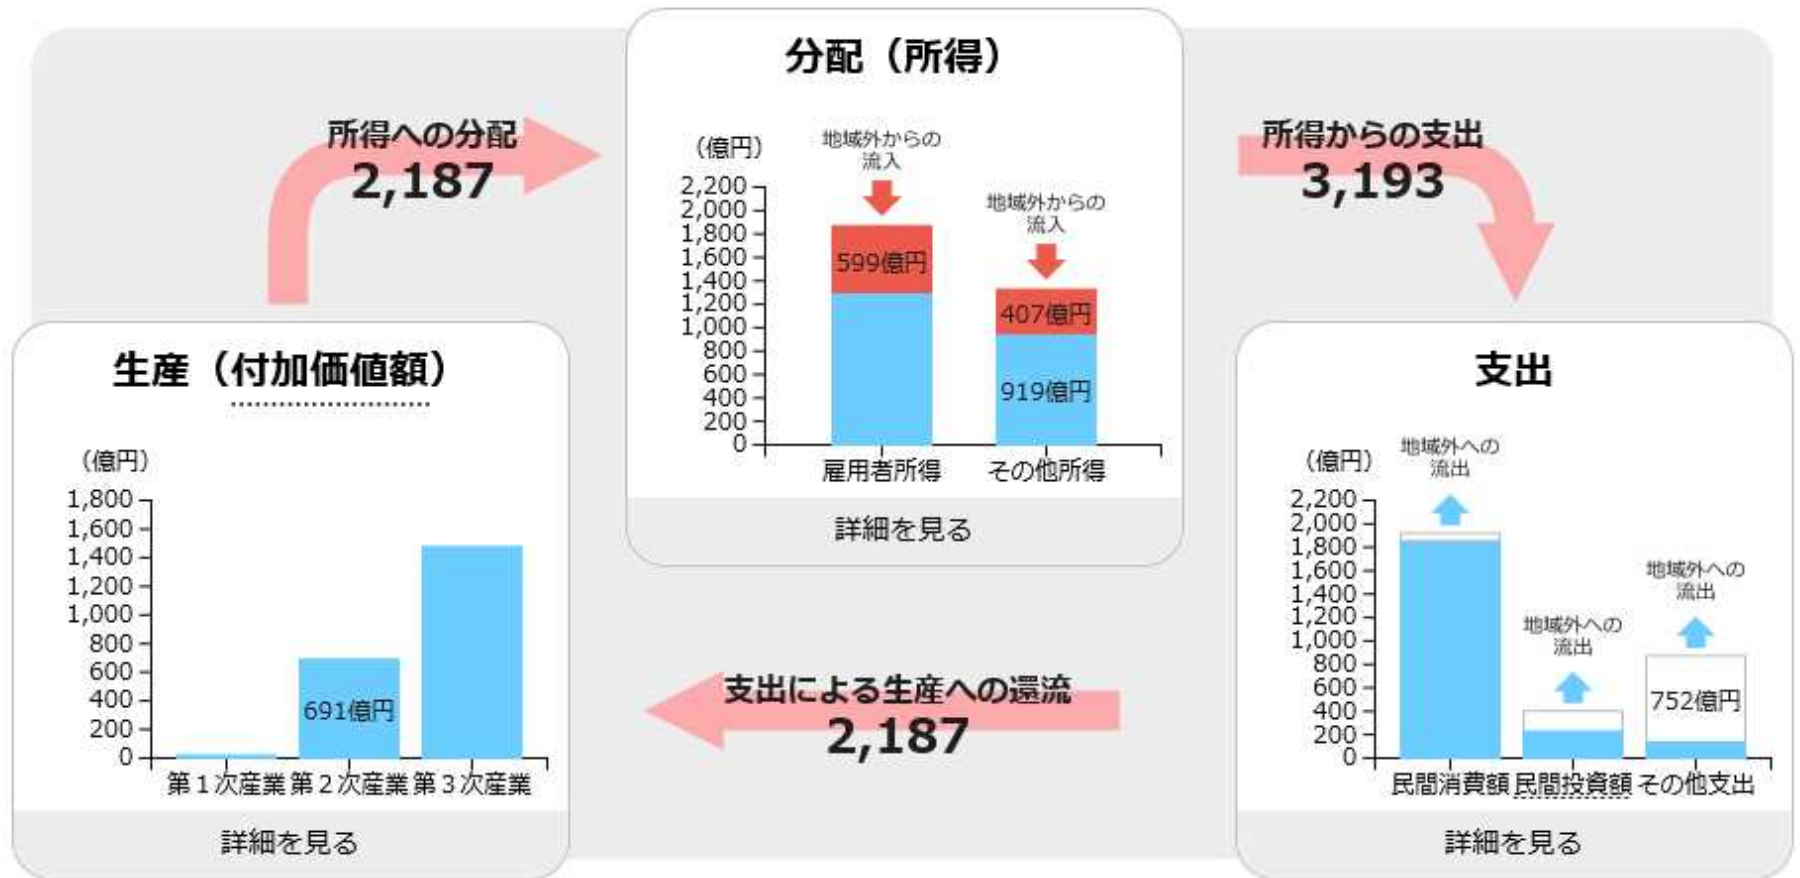 分配（所得）
所得への分配
2,187
所得からの支出
3,193
（億円）
地域外からの
流入
地域外からの
流入
2,200
2,000
1,800
1,600
1,400
1,200
1,000
800
600
400
200
0
599億円
407億円
919億円
雇用者所得
その他所得
詳細を見る
生産（付加価値額）
（億円）
1,800
1,600
1,400
1,200
1,000
800
600
400
200
0
691億円
第１次産業
第２次産業
第３次産業
詳細を見る
支出
（億円）
地域外への
流出
地域外への
流出
地域外への
流出
2,200
2,000
1,800
1,600
1,400
1,200
1,000
800
600
400
200
0
752億円
民間消費額
民間投資額
その他支出
詳細を見る
支出による生産への還流
2,187